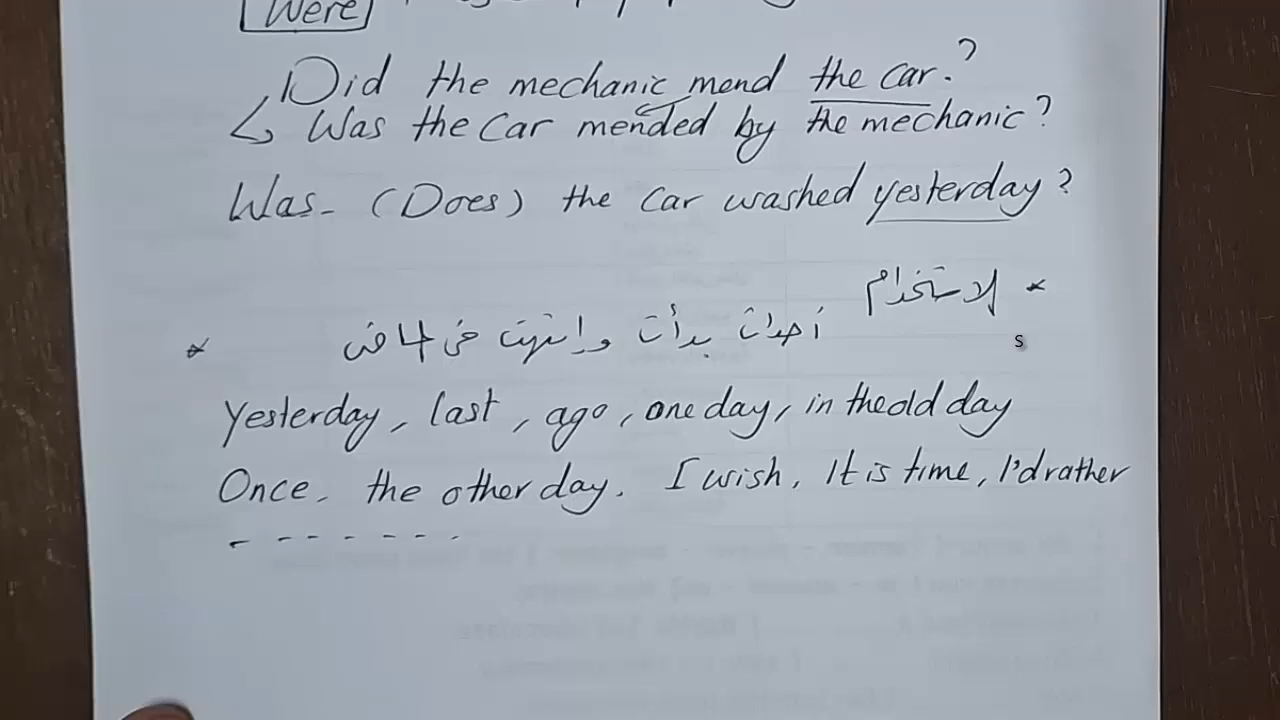 Were
Did the mechanic mend the car.?
Was the car mended by the mechanic?
Was- (Does) the car washed yesterday?
* الاستخدام
أحداث بدأت وانتهت في الماضى
*
Yesterday, last, ago, one day, in the old day
Once, the other day. I wish, It is time, I'd rather
-------
s